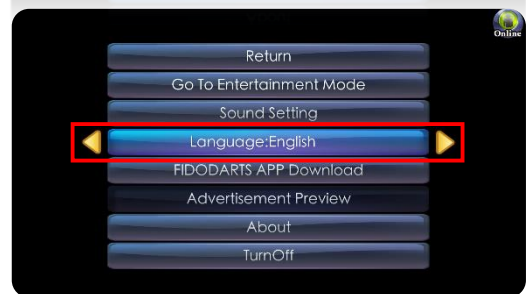 Online
Return
Go To Entertainment Mode
Sound Setting
Language:English
FIDODARTS APP Download
Advertisement Preview
About
TurnOff